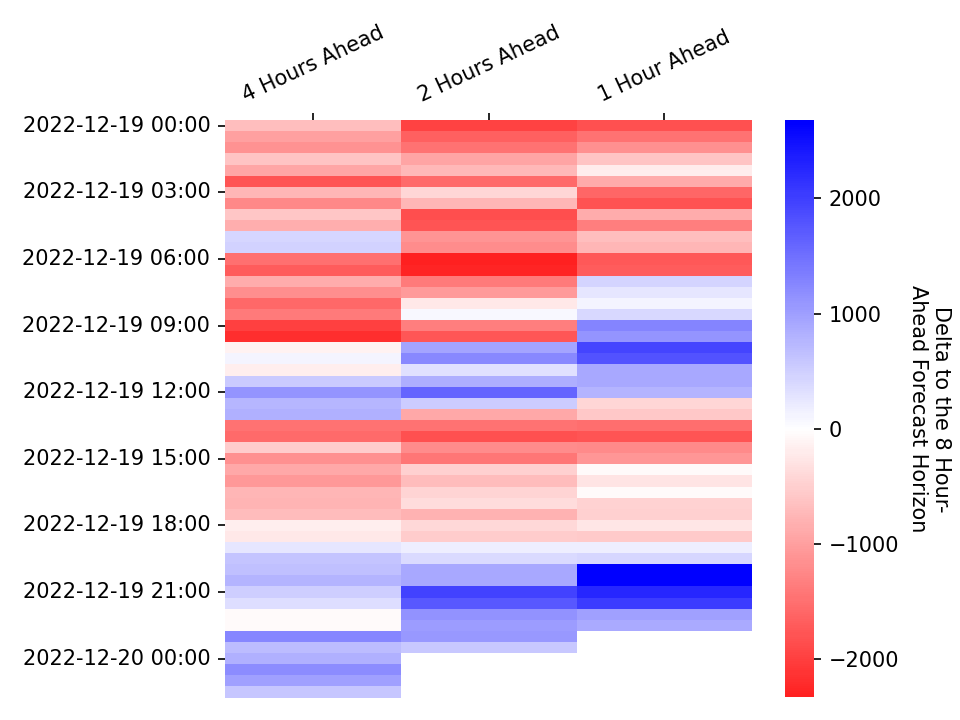 4 Hours Ahead
2 Hours Ahead
1 Hour Ahead
2022-12-19 00:00
2022-12-19 03:00
2022-12-19 06:00
2022-12-19 09:00
2022-12-19 12:00
2022-12-19 15:00
2022-12-19 18:00
2022-12-19 21:00
2022-12-20 00:00
2000
1000
0
−1000
−2000
Delta to the 8 Hour-
Ahead Forecast Horizon